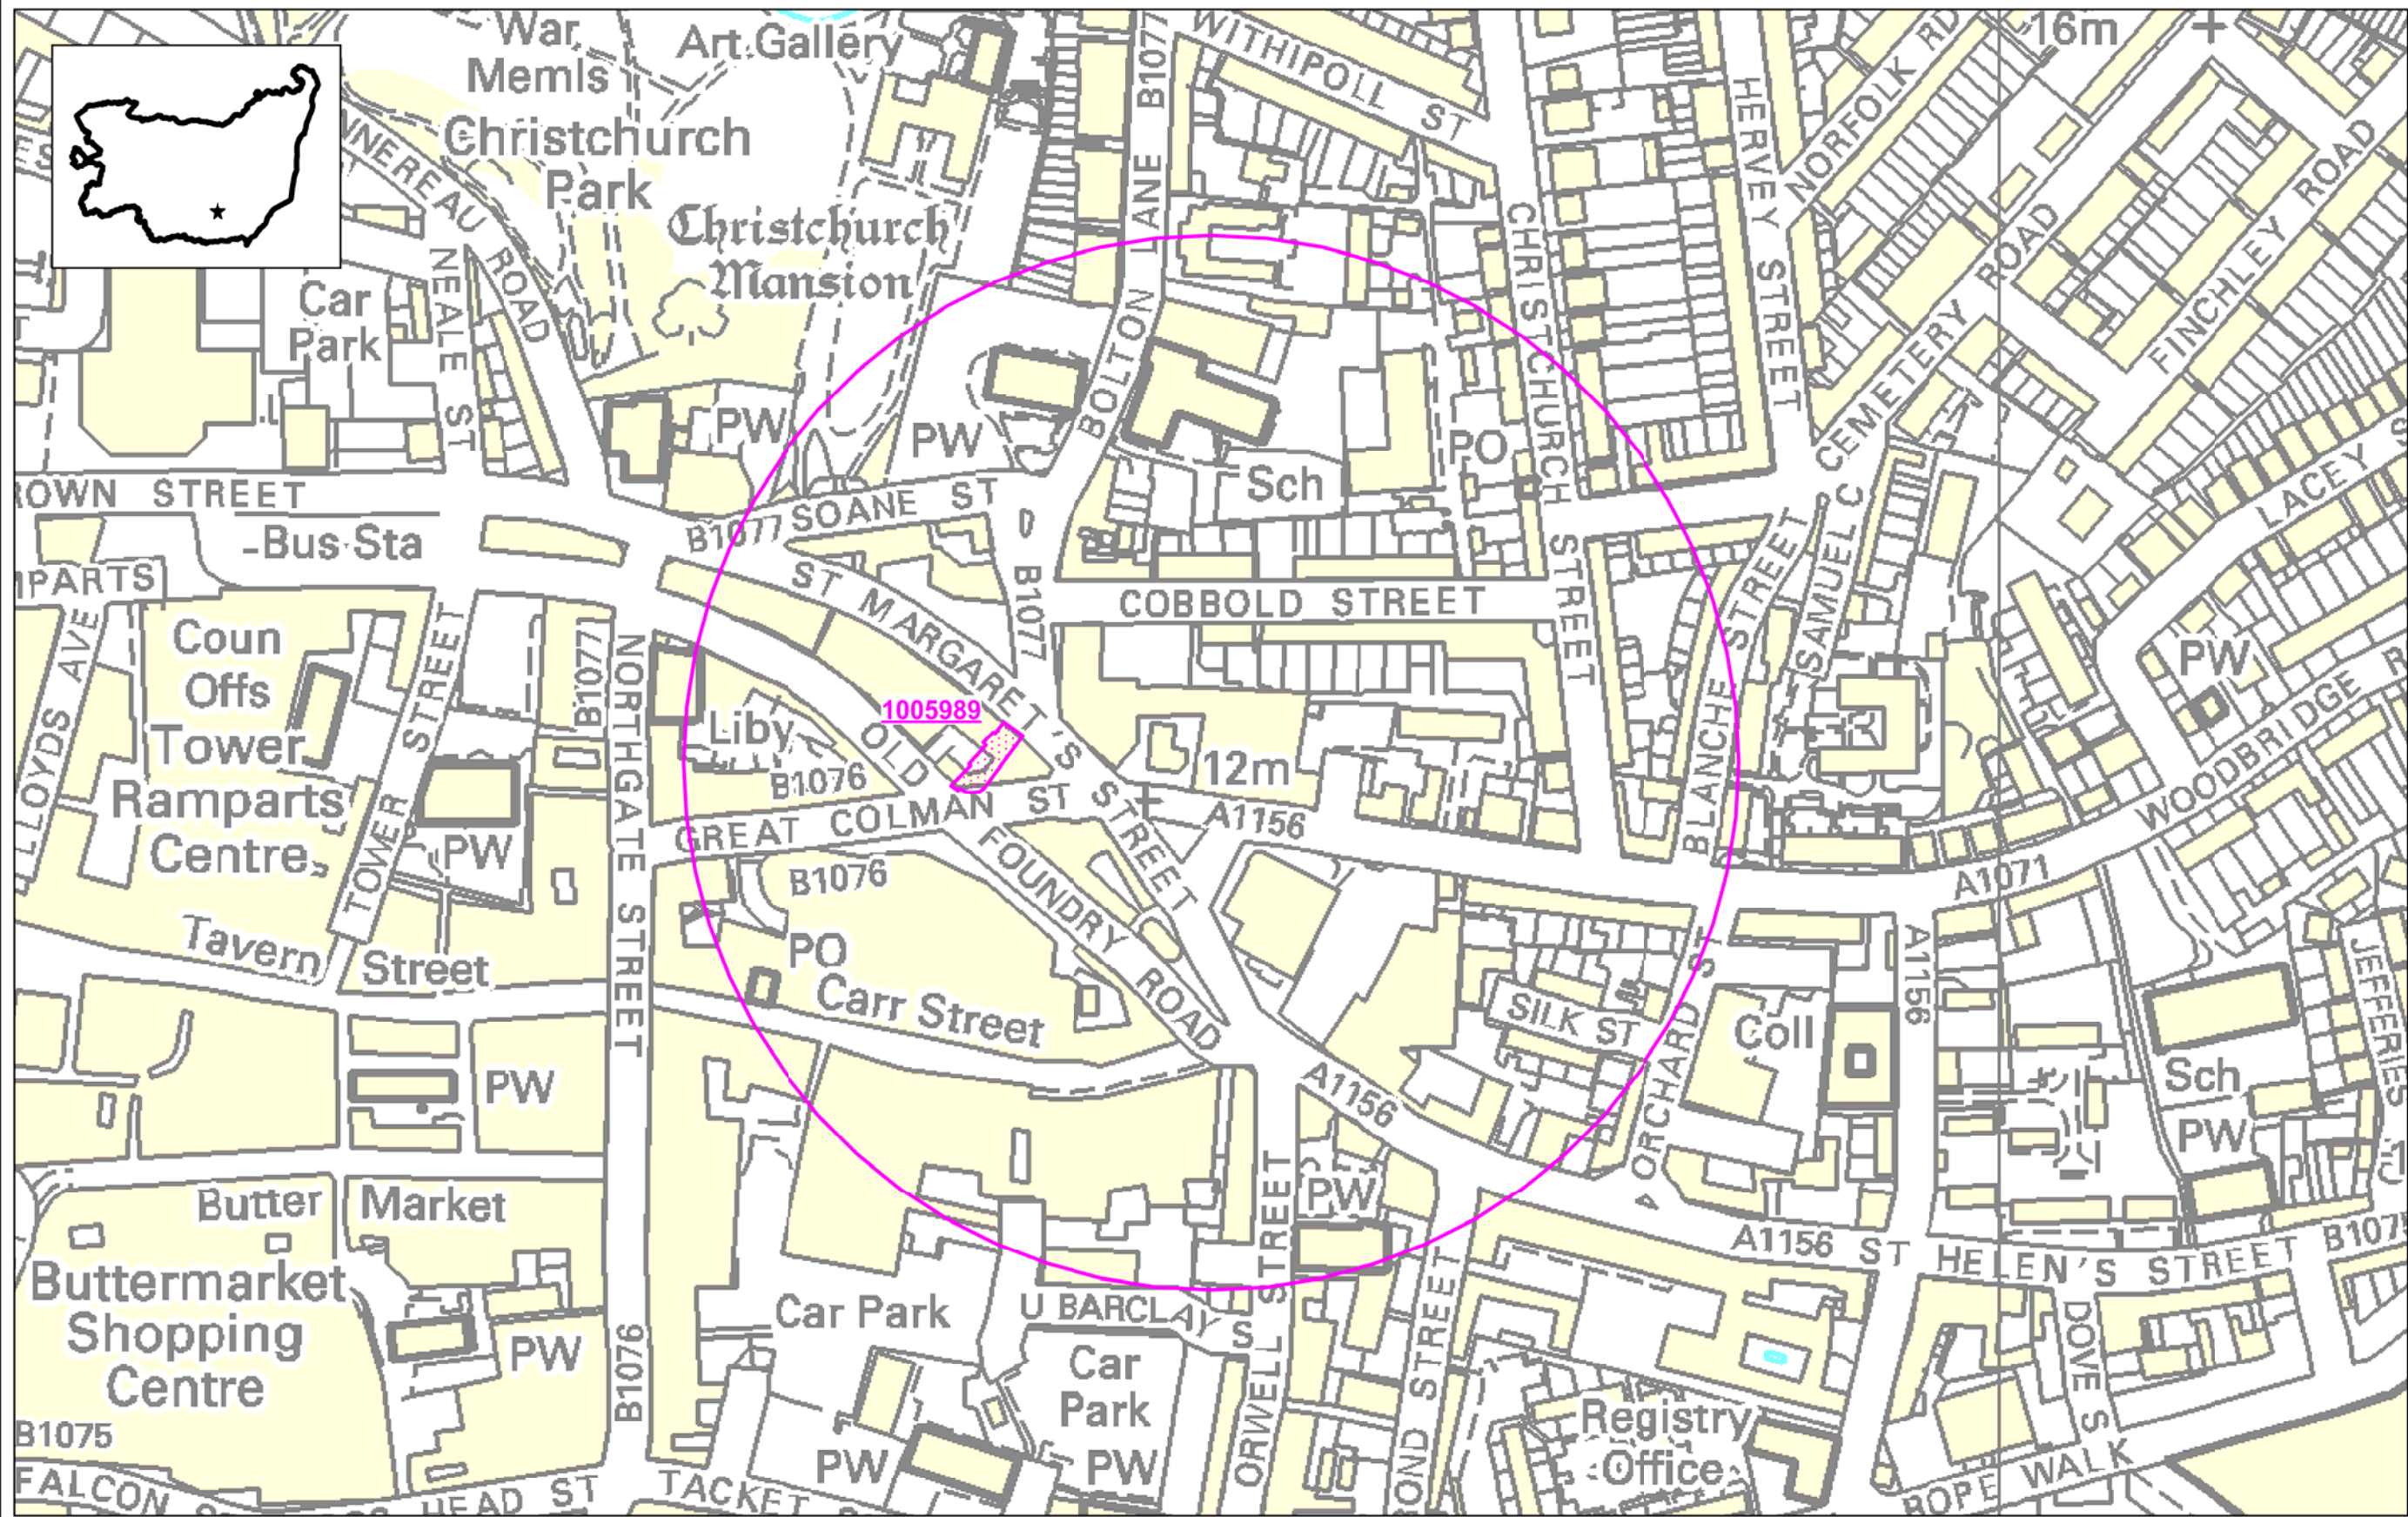 War
Memls
Art Gallery
B1077
WITHIPOLL ST
16m
NORFOLK RD
HERVEY STREET
Christchurch
Park
NNEREAU ROAD
Christchurch
Mansion
BOLTON LANE
CHRISTCHURCH STREET
CEMETERY ROAD
FINCHLEY ROAD
NEALE ST
Car
Park
PW
PW
Sch
PO
LACEY S
ROWN STREET
Bus Sta
B1077
SOANE ST
B1077
COBBOLD STREET
BLANCHE STREET
SAMUEL C
MPARTS
LLOYDS AVE
Coun
Offs
Tower
Ramparts
Centre
TOWER STREET
B1077
NORTHGATE STREET
ST MARGARET'S STREET
1005989
Liby
B1076
OLD FOUNDRY ROAD
GREAT COLMAN ST
12m
A1156
PW
WOODBRIDGE R
A1071
PW
B1076
Tavern Street
PO
Carr Street
SILK ST
ORCHARD ST
Coll
A1156
JEFFERIES
Sch
PW
PW
A1156
PW
Butter Market
Buttermarket
Shopping
Centre
PW
B1076
Car Park
U BARCLAY S
ORWELL STREET
BOND STREET
A1156 ST HELEN'S STREET
B107
DOVE S
Car
Park
PW
PW
Registry
Office
B1075
FALCON
HEAD ST
TACKET
ROPE WALK